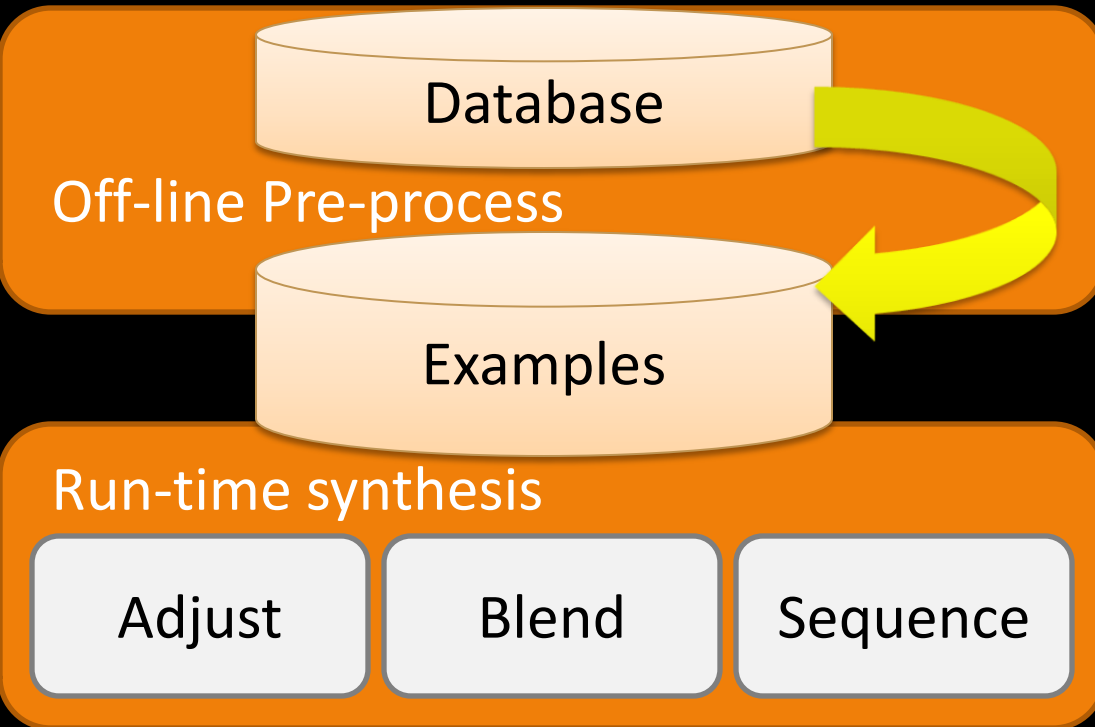 Database
Off-line Pre-process
Examples
Run-time synthesis
Adjust
Blend
Sequence